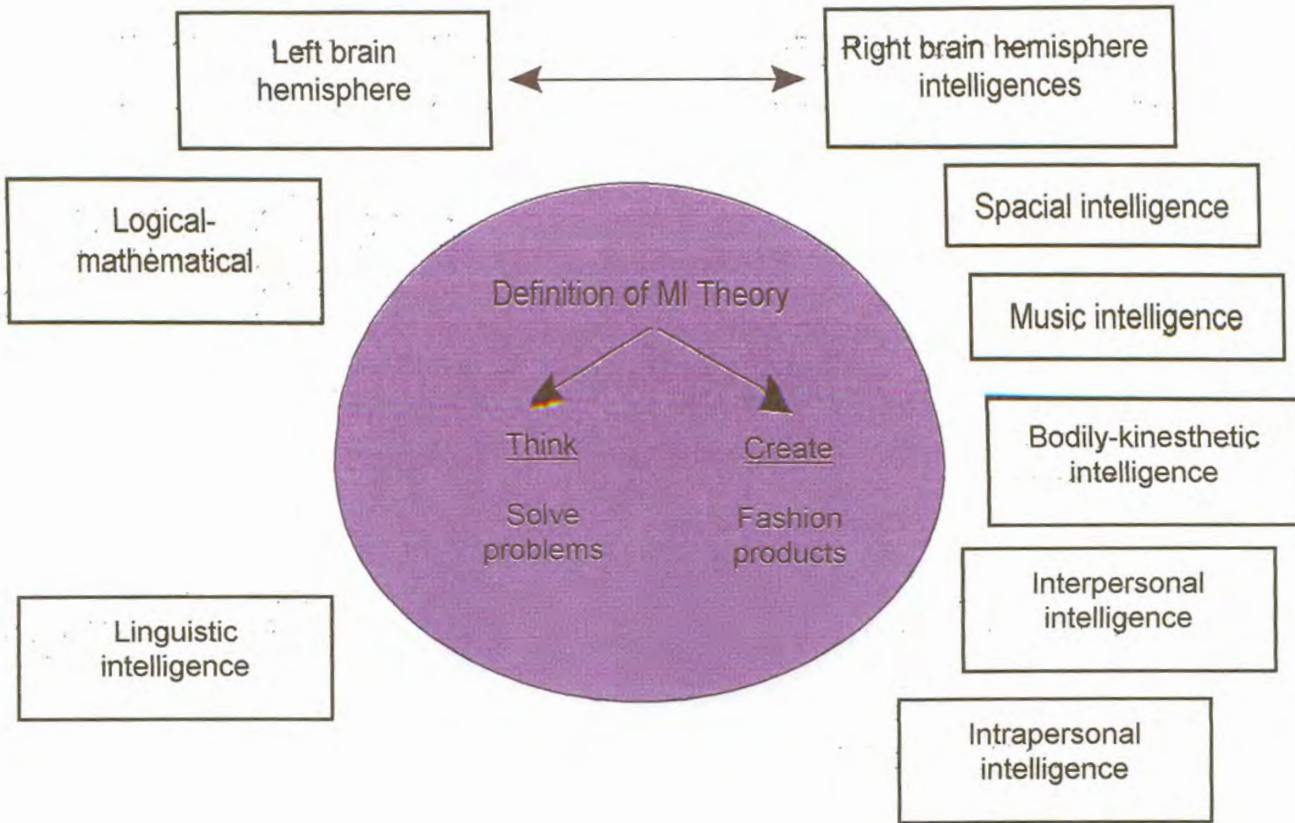 Left brain
hemisphere
Right brain hemisphere
intelligences
Logical-
mathematical
Spacial intelligence
Definition of MI Theory
Music intelligence
Think
Create
Bodily-kinesthetic
intelligence
Solve
problems
Fashion
products
Interpersonal
intelligence
Linguistic
intelligence
Intrapersonal
intelligence